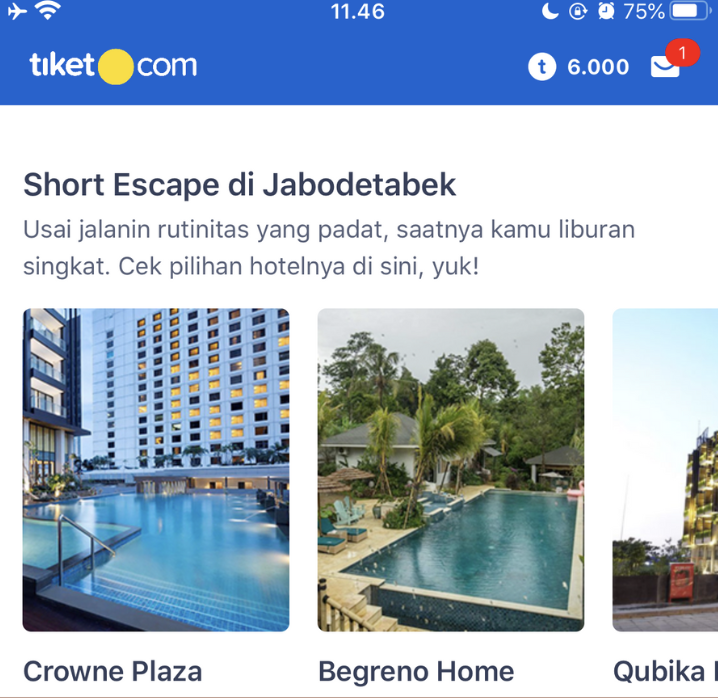 11.46
75%
tiket com
t 6.000
1
Short Escape di Jabodetabek
Usai jalanin rutinitas yang padat, saatnya kamu liburan
singkat. Cek pilihan hotelnya di sini, yuk!
Crowne Plaza
Begreno Home
Qubika